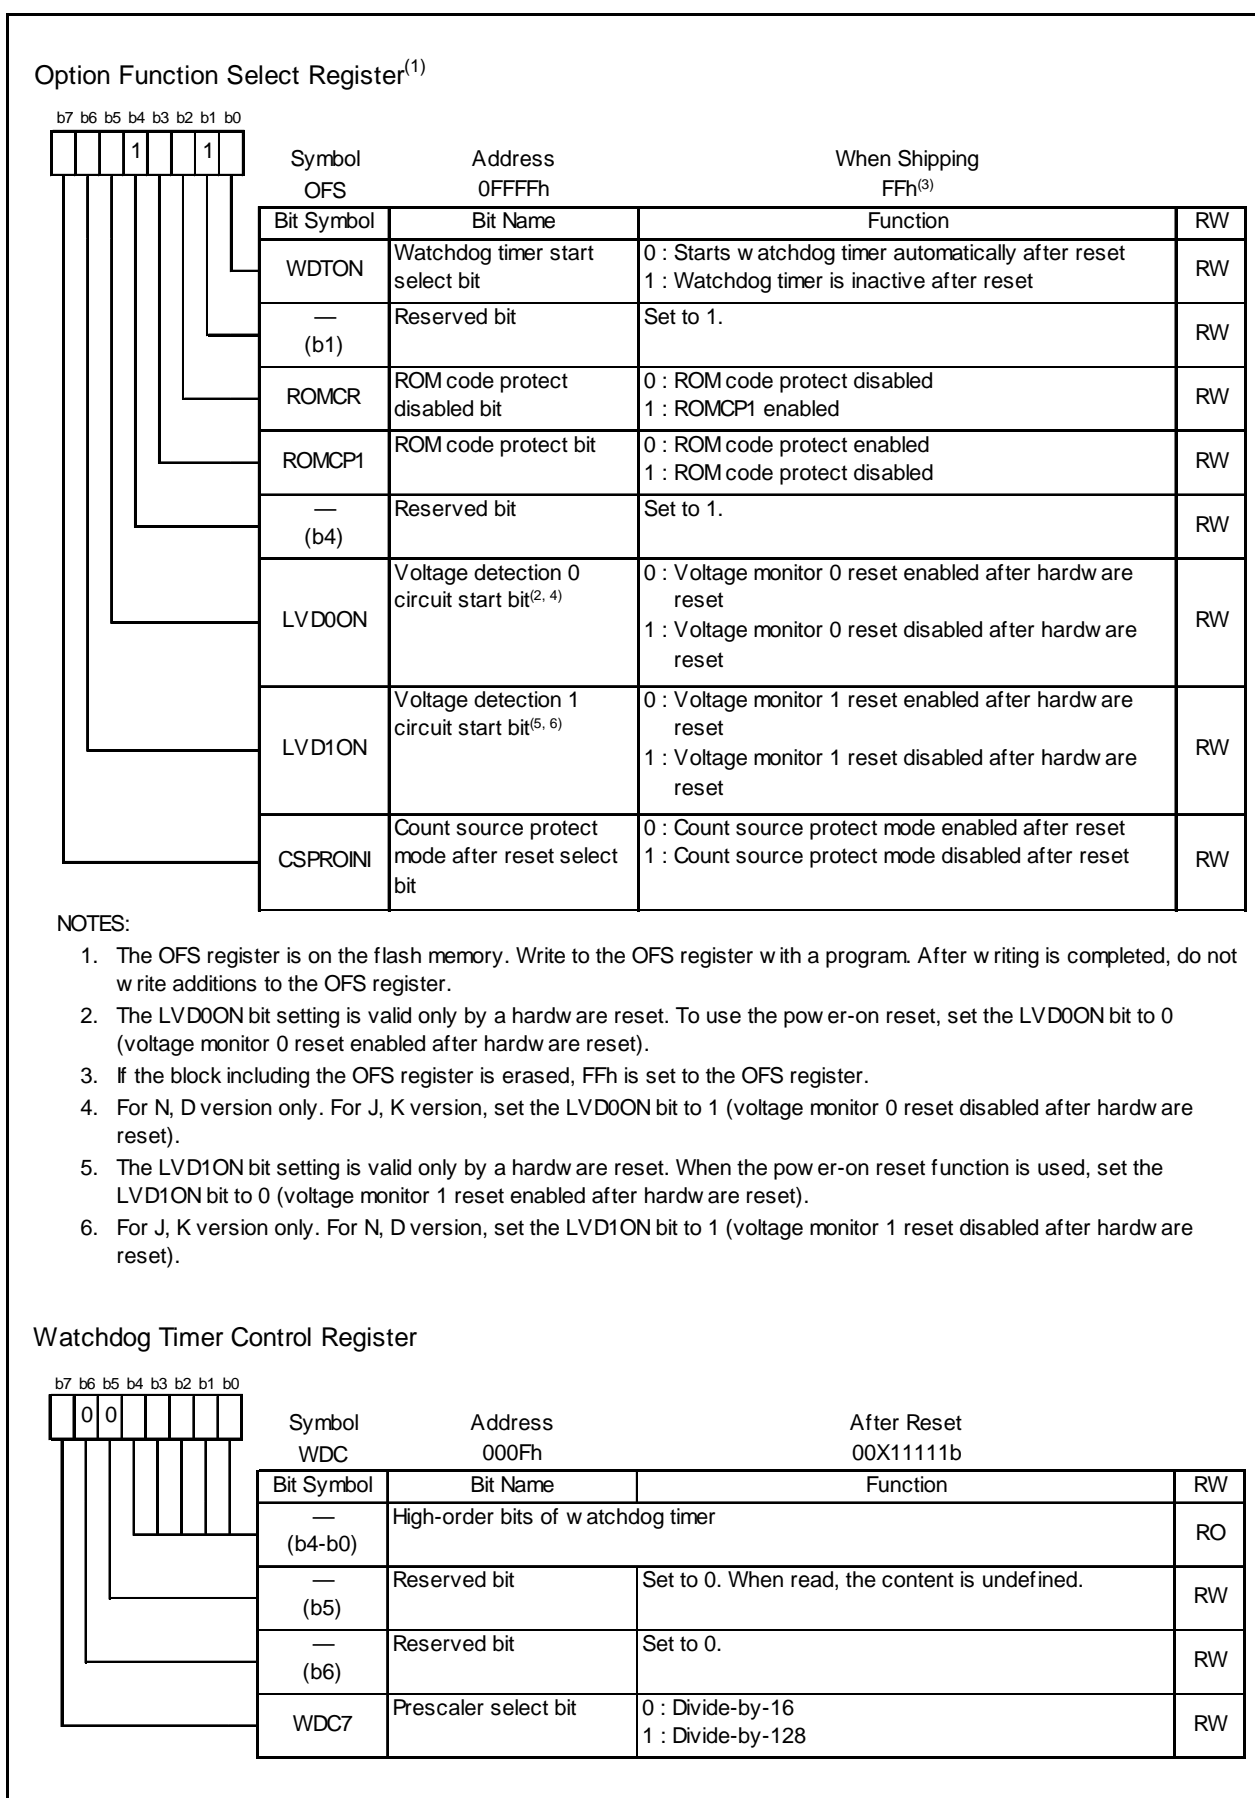 Option Function Select Register(1)
b7 b6 b5 b4 b3 b2 b1 b0
1 1
Symbol Address When Shipping
OFS 0FFFFh FFh(3)
Bit Symbol Bit Name Function RW
WDTON Watchdog timer start select bit 0 : Starts watchdog timer automatically after reset
1 : Watchdog timer is inactive after reset RW
— (b1) Reserved bit Set to 1. RW
ROMCR ROM code protect disabled bit 0 : ROM code protect disabled
1 : ROMCP1 enabled RW
ROMCP1 ROM code protect bit 0 : ROM code protect enabled
1 : ROM code protect disabled RW
— (b4) Reserved bit Set to 1. RW
LVD0ON Voltage detection 0 circuit start bit(2, 4) 0 : Voltage monitor 0 reset enabled after hardware
reset
1 : Voltage monitor 0 reset disabled after hardware
reset RW
LVD1ON Voltage detection 1 circuit start bit(5, 6) 0 : Voltage monitor 1 reset enabled after hardware
reset
1 : Voltage monitor 1 reset disabled after hardware
reset RW
CSPROINI Count source protect mode after reset select bit 0 : Count source protect mode enabled after reset
1 : Count source protect mode disabled after reset RW
NOTES:
1. The OFS register is on the flash memory. Write to the OFS register with a program. After writing is completed, do not
write additions to the OFS register.
2. The LVD0ON bit setting is valid only by a hardware reset. To use the power-on reset, set the LVD0ON bit to 0
(voltage monitor 0 reset enabled after hardware reset).
3. If the block including the OFS register is erased, FFh is set to the OFS register.
4. For N, D version only. For J, K version, set the LVD0ON bit to 1 (voltage monitor 0 reset disabled after hardware
reset).
5. The LVD1ON bit setting is valid only by a hardware reset. When the power-on reset function is used, set the
LVD1ON bit to 0 (voltage monitor 1 reset enabled after hardware reset).
6. For J, K version only. For N, D version, set the LVD1ON bit to 1 (voltage monitor 1 reset disabled after hardware
reset).
Watchdog Timer Control Register
b7 b6 b5 b4 b3 b2 b1 b0
0 0
Symbol Address After Reset
WDC 000Fh 00X11111b
Bit Symbol Bit Name Function RW
— (b4-b0) High-order bits of watchdog timer RO
— (b5) Reserved bit Set to 0. When read, the content is undefined. RW
— (b6) Reserved bit Set to 0. RW
WDC7 Prescaler select bit 0 : Divide-by-16
1 : Divide-by-128 RW